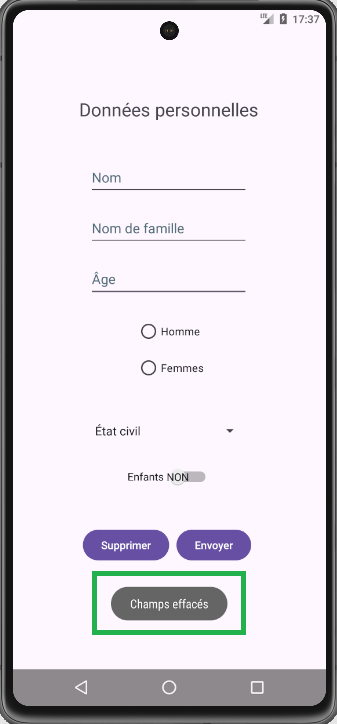 LTE 17:37
Données personnelles
Nom
Nom de famille
Âge
Homme
Femmes
État civil
Enfants NON
Supprimer Envoyer
Champs effacés